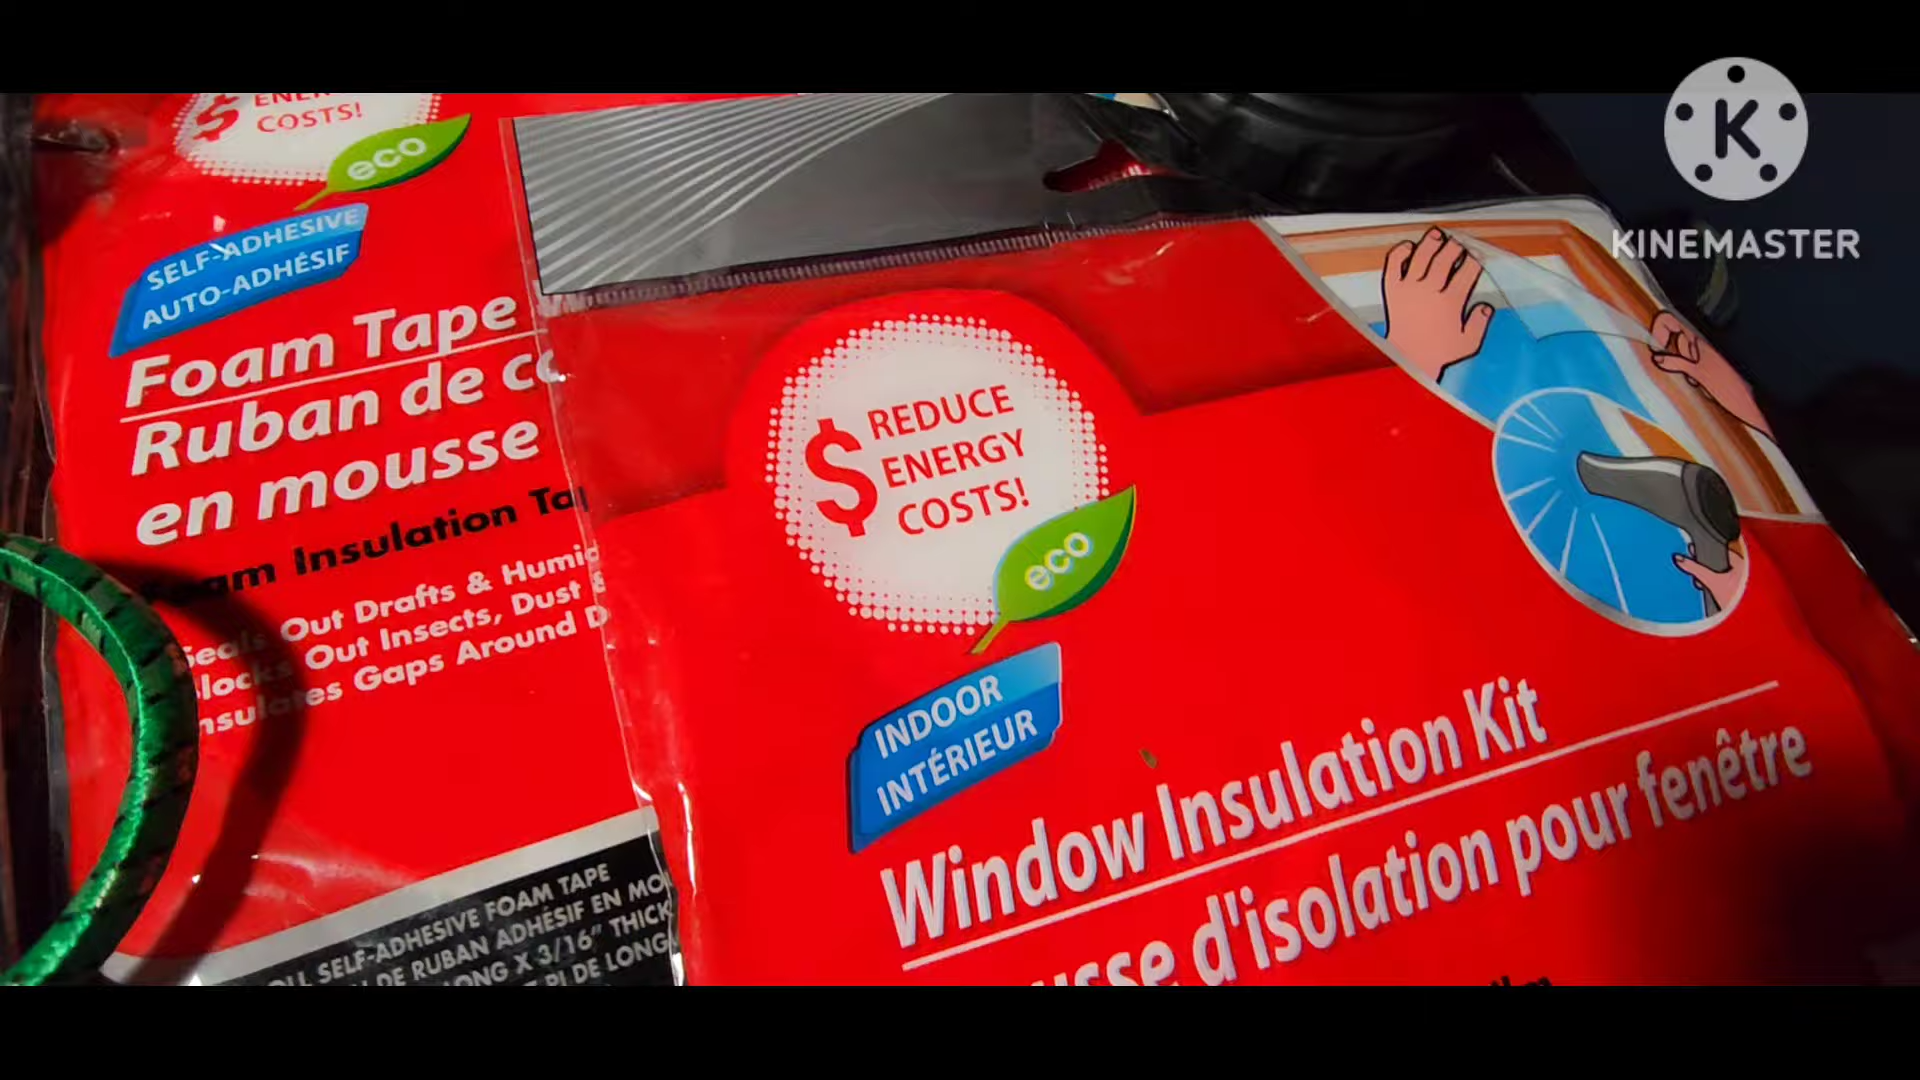 COSTS!
eco
SELF-ADHESIVE
AUTO-ADHÉSIF
Foam Tape
Ruban de
en mousse
Insulation
Out Drafts &
Out Insects, Dust
Gaps Around
SELF-ADHESIVE FOAM TAPE
DE RUBAN ADHÉSIF EN
X 3/16" THICK
PI DE LONG
$ REDUCE
ENERGY
COSTS!
eco
INDOOR
INTÉRIEUR
Window Insulation Kit
d'isolation pour fenêtre
K
KINEMASTER